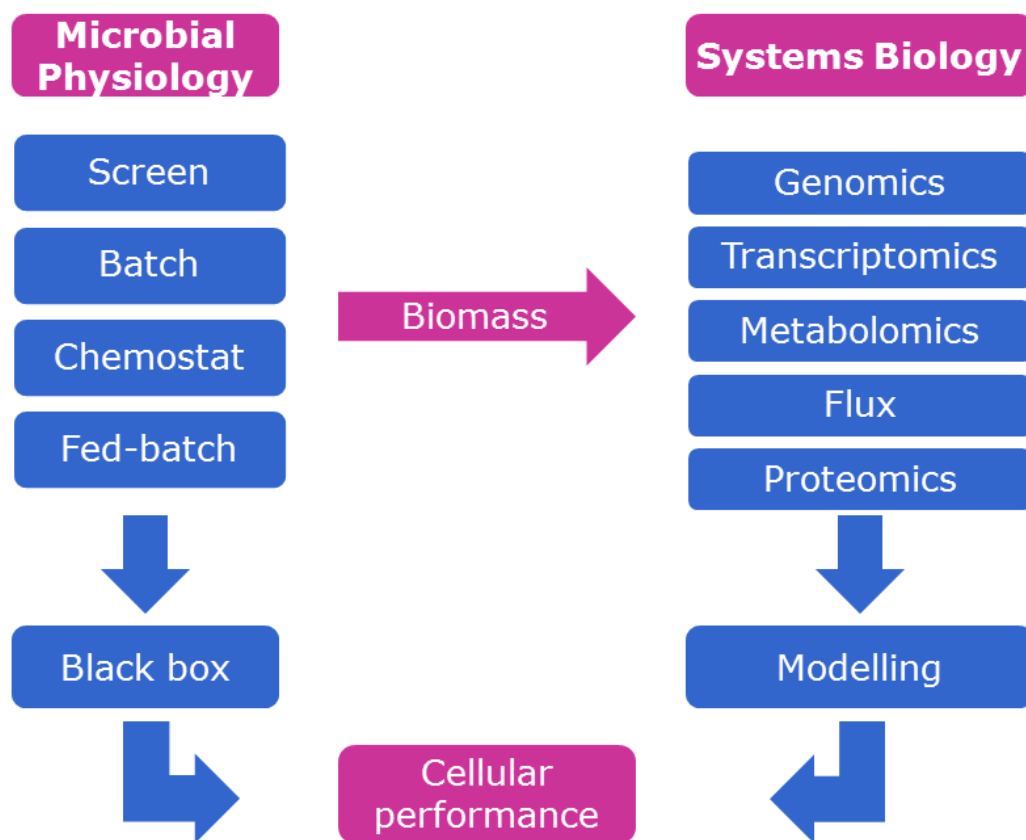 Microbial
Physiology
Screen
Batch
Chemostat
Fed-batch
Black box
Biomass
Cellular
performance
Systems Biology
Genomics
Transcriptomics
Metabolomics
Flux
Proteomics
Modelling